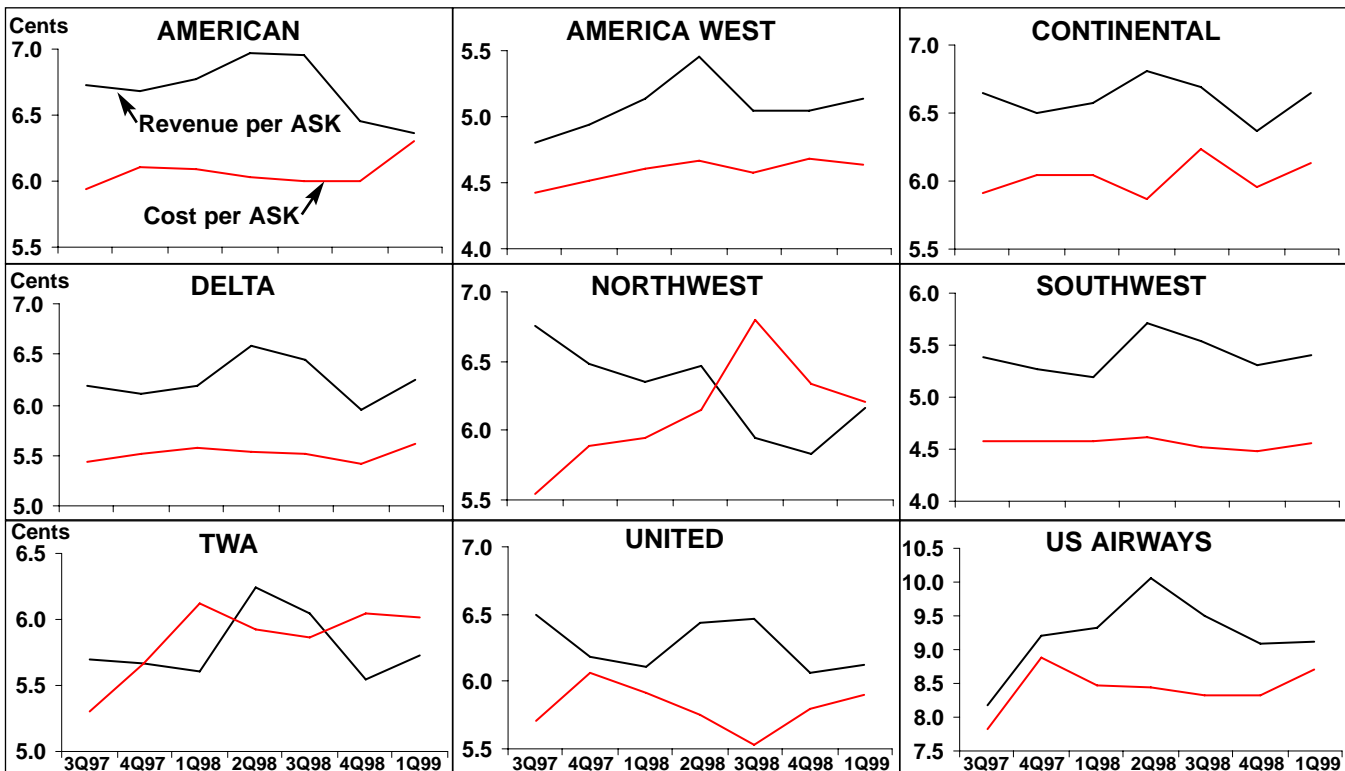 Cents
AMERICAN
7.0
6.5
6.0
5.5
Revenue per ASK
Cost per ASK
AMERICA WEST
5.5
5.0
4.5
4.0
CONTINENTAL
7.0
6.5
6.0
5.5
Cents
DELTA
7.0
6.5
6.0
5.5
5.0
NORTHWEST
7.0
6.5
6.0
5.5
SOUTHWEST
6.0
5.5
5.0
4.5
4.0
Cents
TWA
6.5
6.0
5.5
5.0
3Q97 4Q97 1Q98 2Q98 3Q98 4Q98 1Q99
UNITED
7.0
6.5
6.0
5.5
3Q97 4Q97 1Q98 2Q98 3Q98 4Q98 1Q99
US AIRWAYS
10.5
10.0
9.5
9.0
8.5
8.0
7.5
3Q97 4Q97 1Q98 2Q98 3Q98 4Q98 1Q99